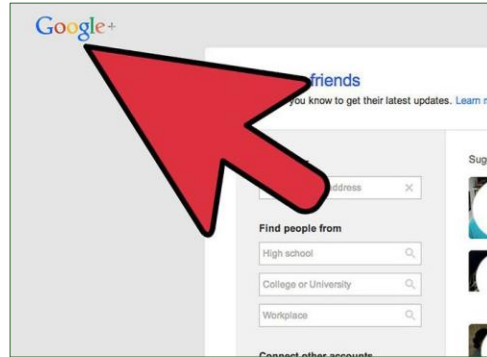 Google+
friends
you know to get their latest updates. Learn
address
Find people from
High school
College or University
Workplace
Connect other accounts